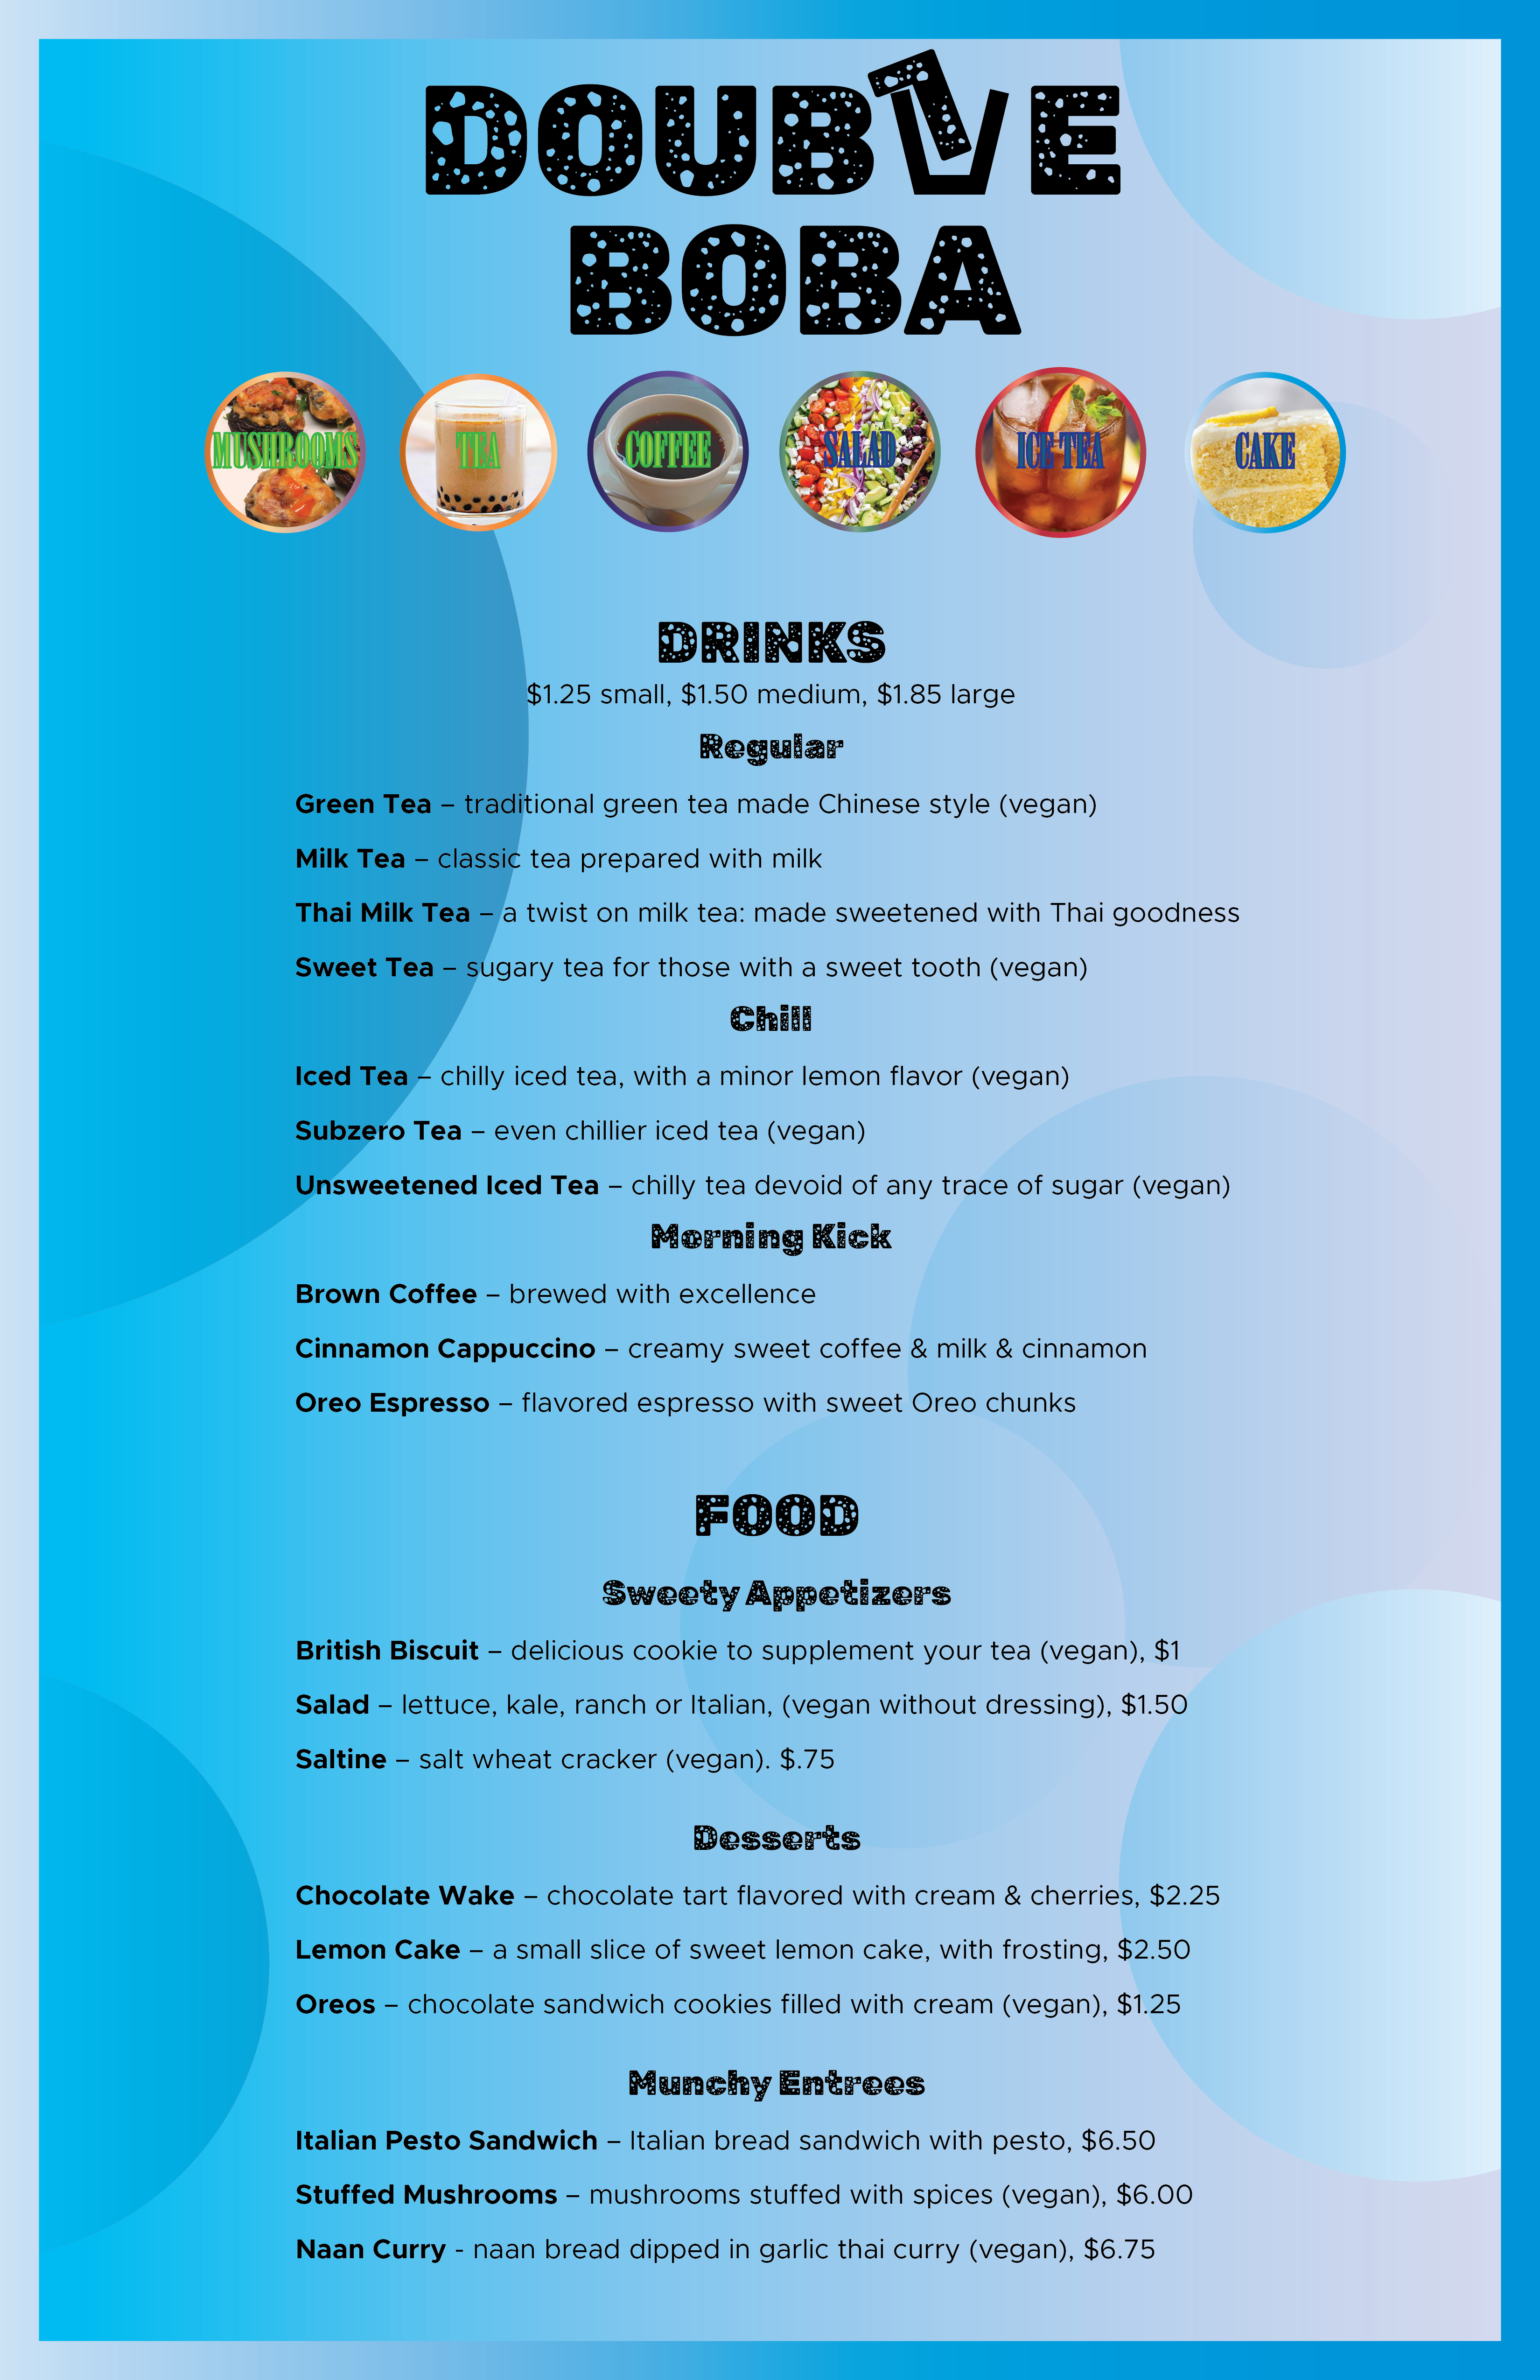 DOUBLE
BOBA
MUSHROOMS
TEA
COFFEE
SALAD
ICE TEA
CAKE
DRINKS
$1.25 small, $1.50 medium, $1.85 large
Regular
Green Tea – traditional green tea made Chinese style (vegan)
Milk Tea – classic tea prepared with milk
Thai Milk Tea – a twist on milk tea: made sweetened with Thai goodness
Sweet Tea – sugary tea for those with a sweet tooth (vegan)
Chill
Iced Tea – chilly iced tea, with a minor lemon flavor (vegan)
Subzero Tea – even chillier iced tea (vegan)
Unsweetened Iced Tea – chilly tea devoid of any trace of sugar (vegan)
Morning Kick
Brown Coffee – brewed with excellence
Cinnamon Cappuccino – creamy sweet coffee & milk & cinnamon
Oreo Espresso – flavored espresso with sweet Oreo chunks
FOOD
Sweety Appetizers
British Biscuit – delicious cookie to supplement your tea (vegan), $1
Salad – lettuce, kale, ranch or Italian, (vegan without dressing), $1.50
Saltine – salt wheat cracker (vegan). $.75
Desserts
Chocolate Wake – chocolate tart flavored with cream & cherries, $2.25
Lemon Cake – a small slice of sweet lemon cake, with frosting, $2.50
Oreos – chocolate sandwich cookies filled with cream (vegan), $1.25
Munchy Entrees
Italian Pesto Sandwich – Italian bread sandwich with pesto, $6.50
Stuffed Mushrooms – mushrooms stuffed with spices (vegan), $6.00
Naan Curry - naan bread dipped in garlic thai curry (vegan), $6.75